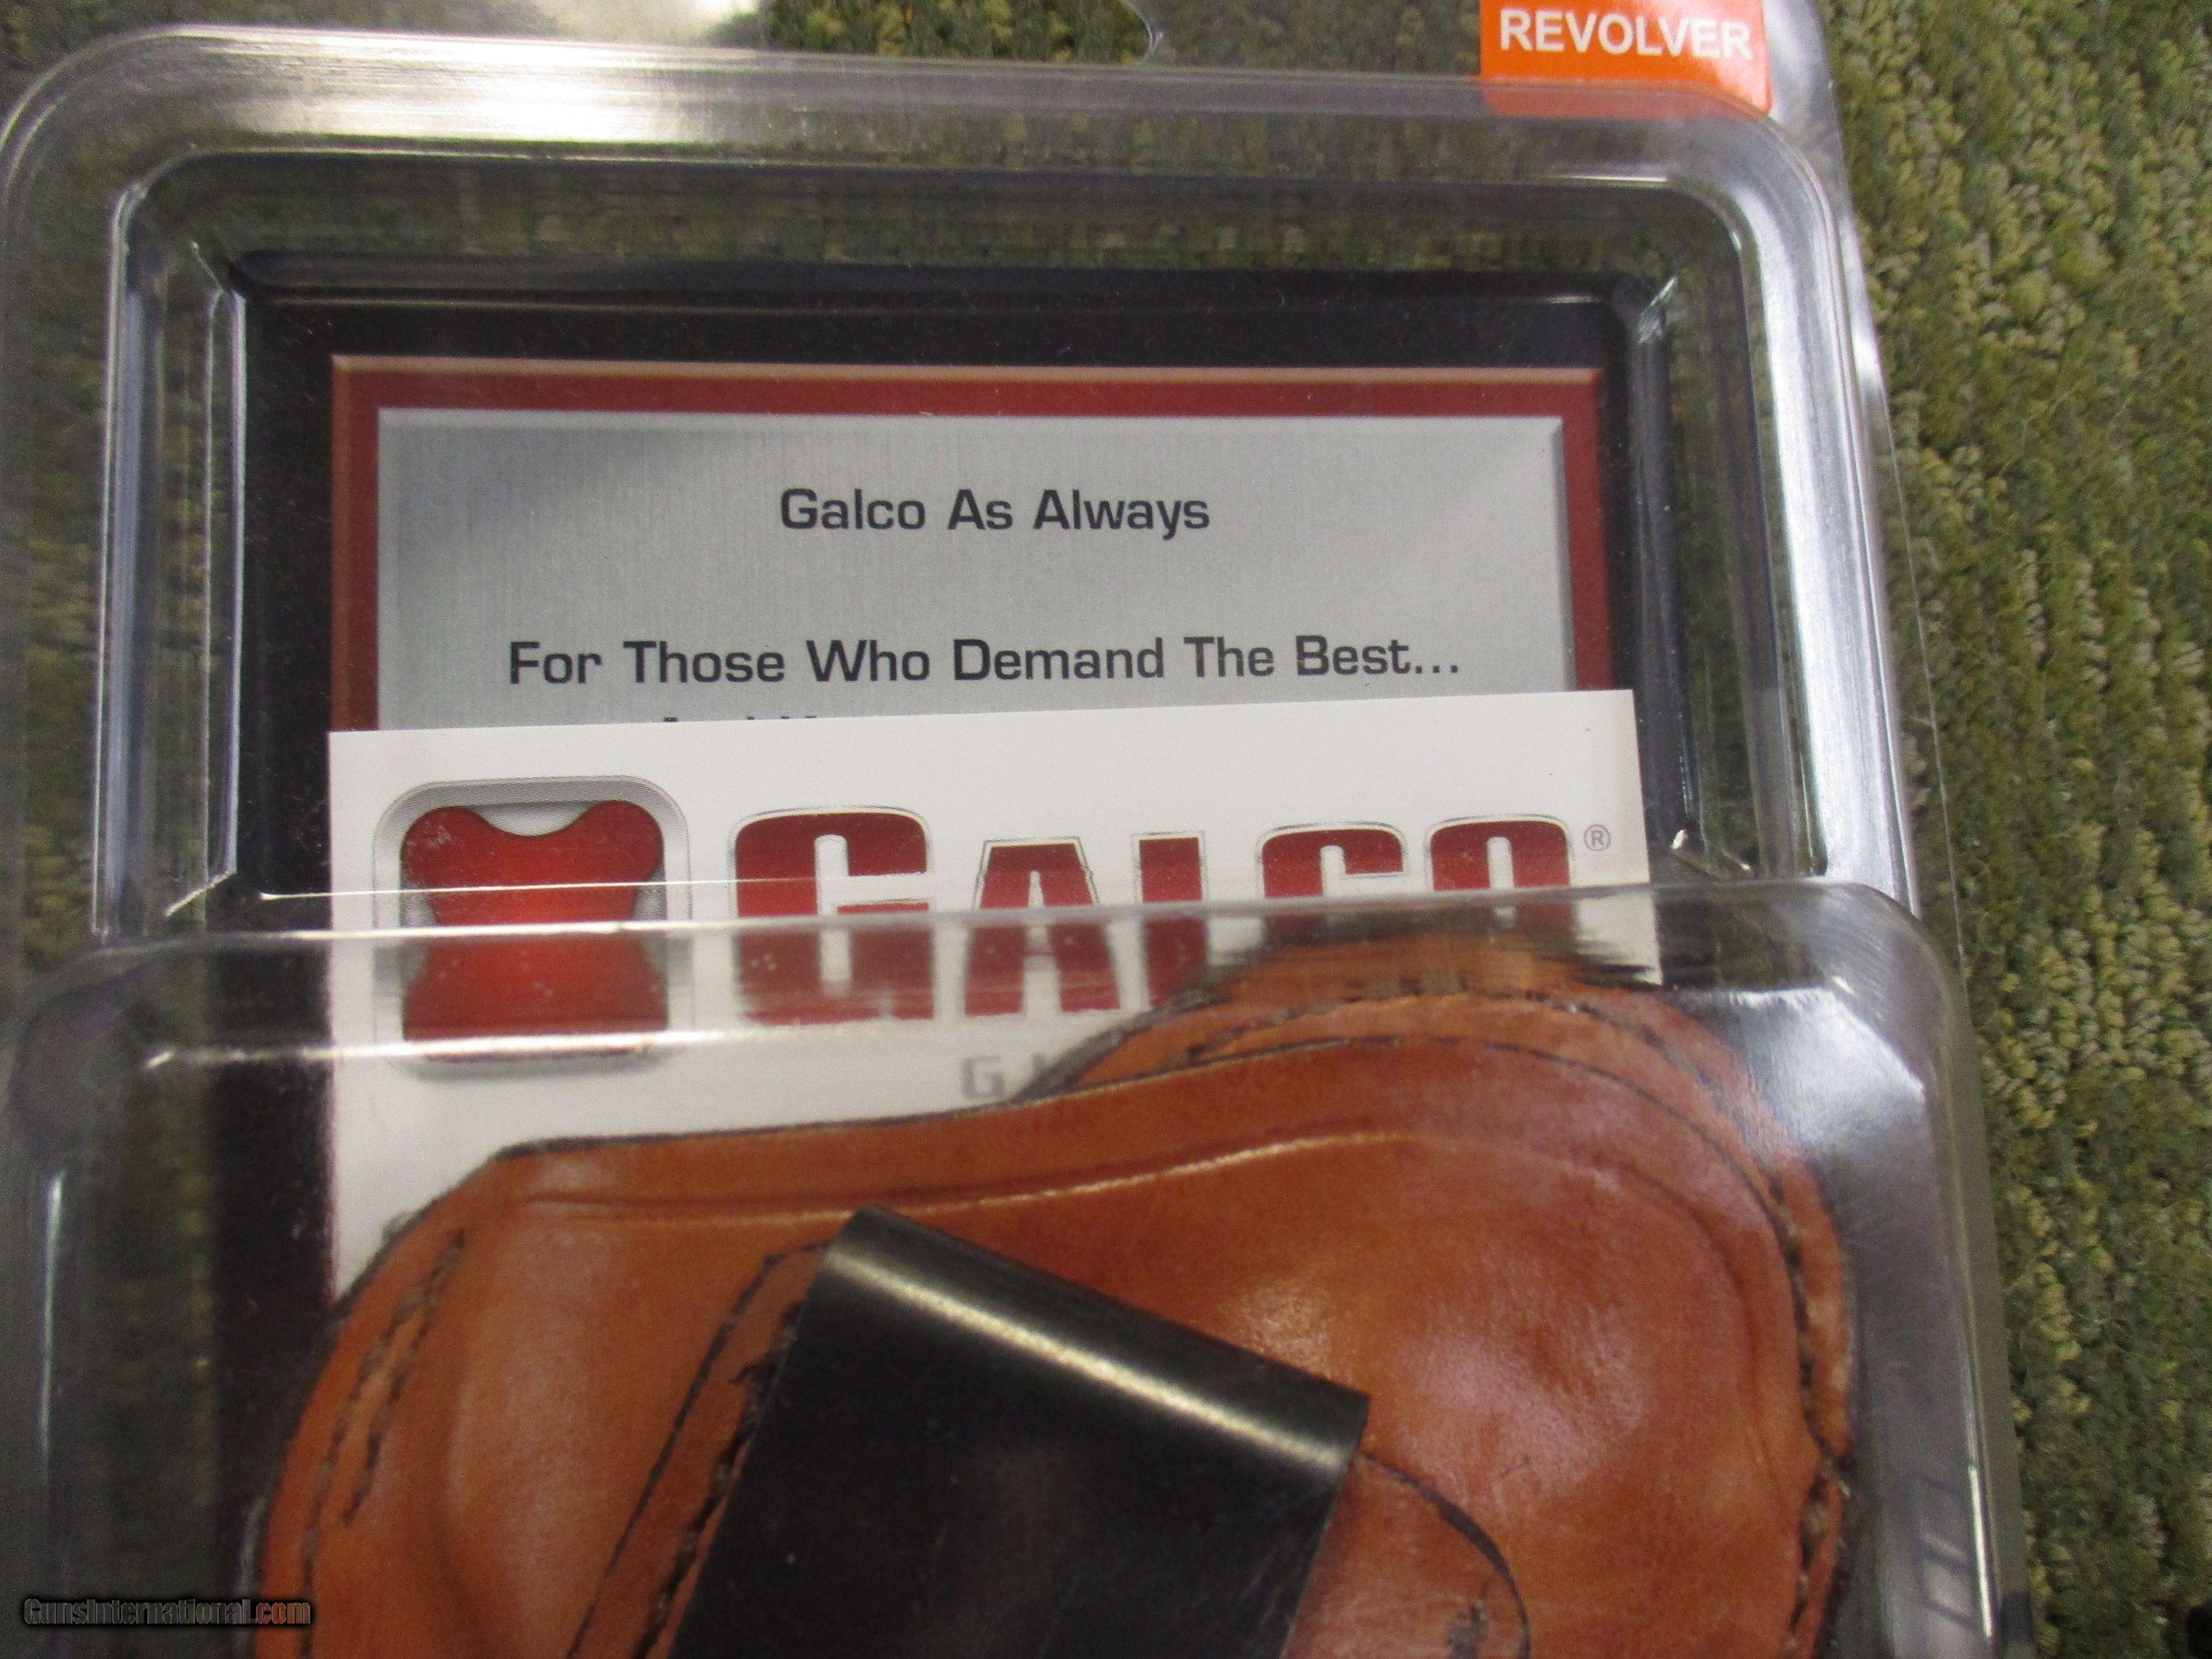 REVOLVER
Galco As Always
For Those Who Demand The Best...
GALCO®
GunsInternational.com